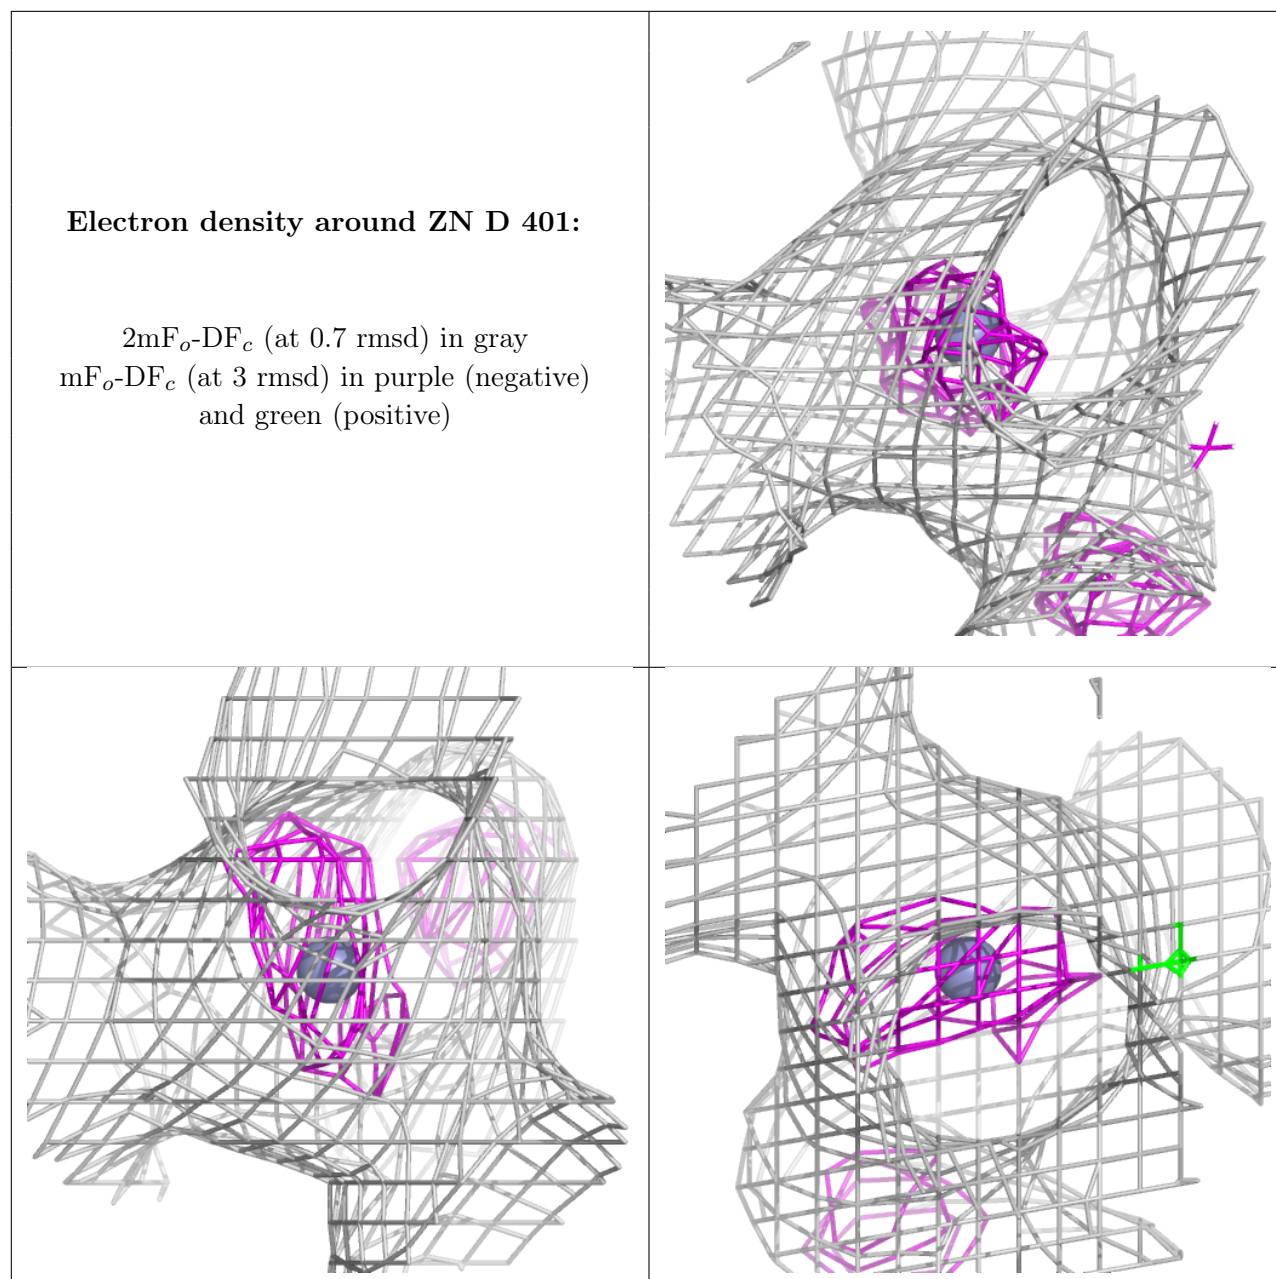 Electron density around ZN D 401:
2mFo-DFc (at 0.7 rmsd) in gray
mFo-DFc (at 3 rmsd) in purple (negative)
and green (positive)